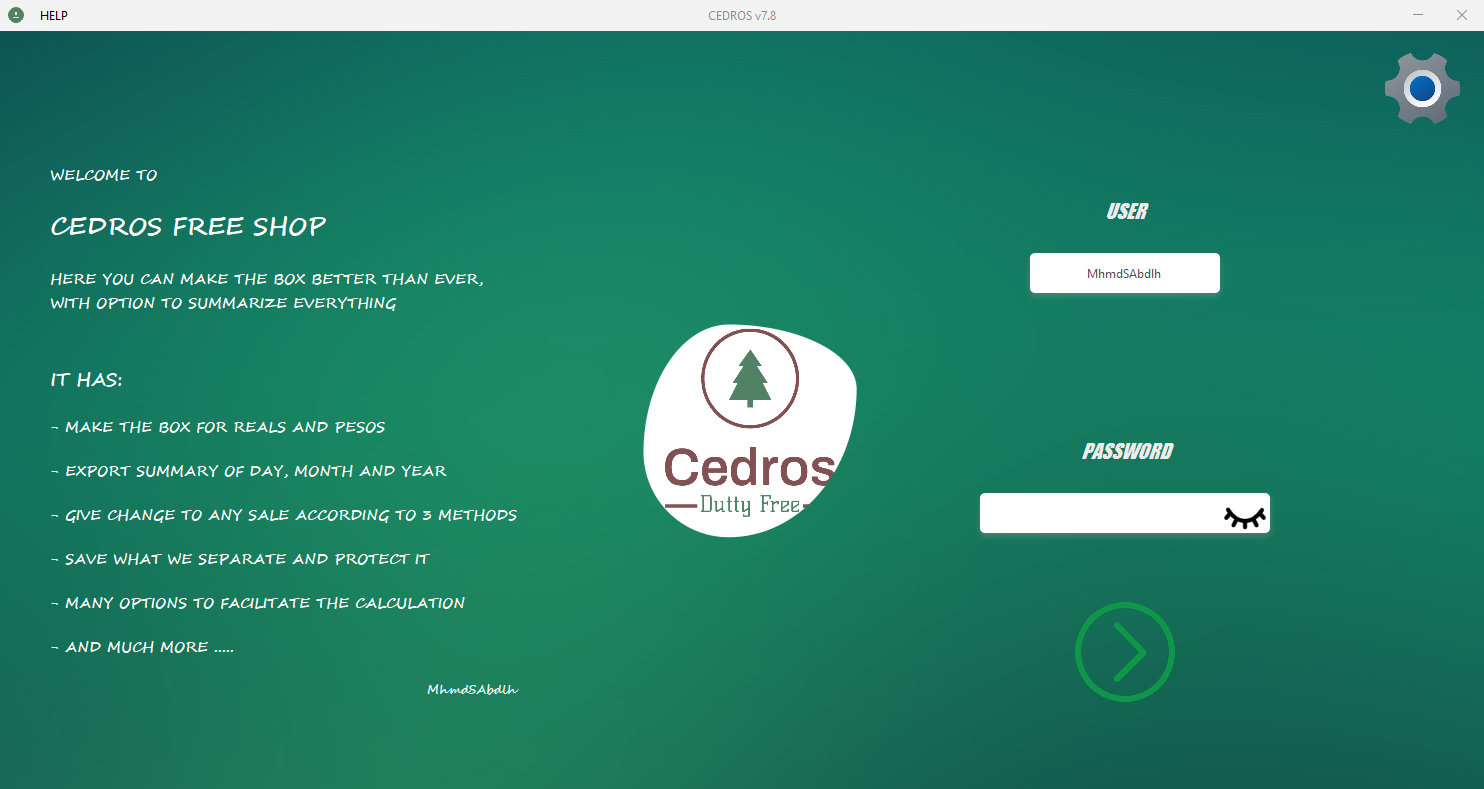 HELP
CEDROS v7.8
WELCOME TO
CEDROS FREE SHOP
HERE YOU CAN MAKE THE BOX BETTER THAN EVER,
WITH OPTION TO SUMMARIZE EVERYTHING
IT HAS:
¬ MAKE THE BOX FOR REALS AND PESOS
¬ EXPORT SUMMARY OF DAY, MONTH AND YEAR
¬ GIVE CHANGE TO ANY SALE ACCORDING TO 3 METHODS
¬ SAVE WHAT WE SEPARATE AND PROTECT IT
¬ MANY OPTIONS TO FACILITATE THE CALCULATION
¬ AND MUCH MORE .....
MhmdSAbdlh
Cedros
Dutty Free
USER
MhmdSAbdlh
PASSWORD